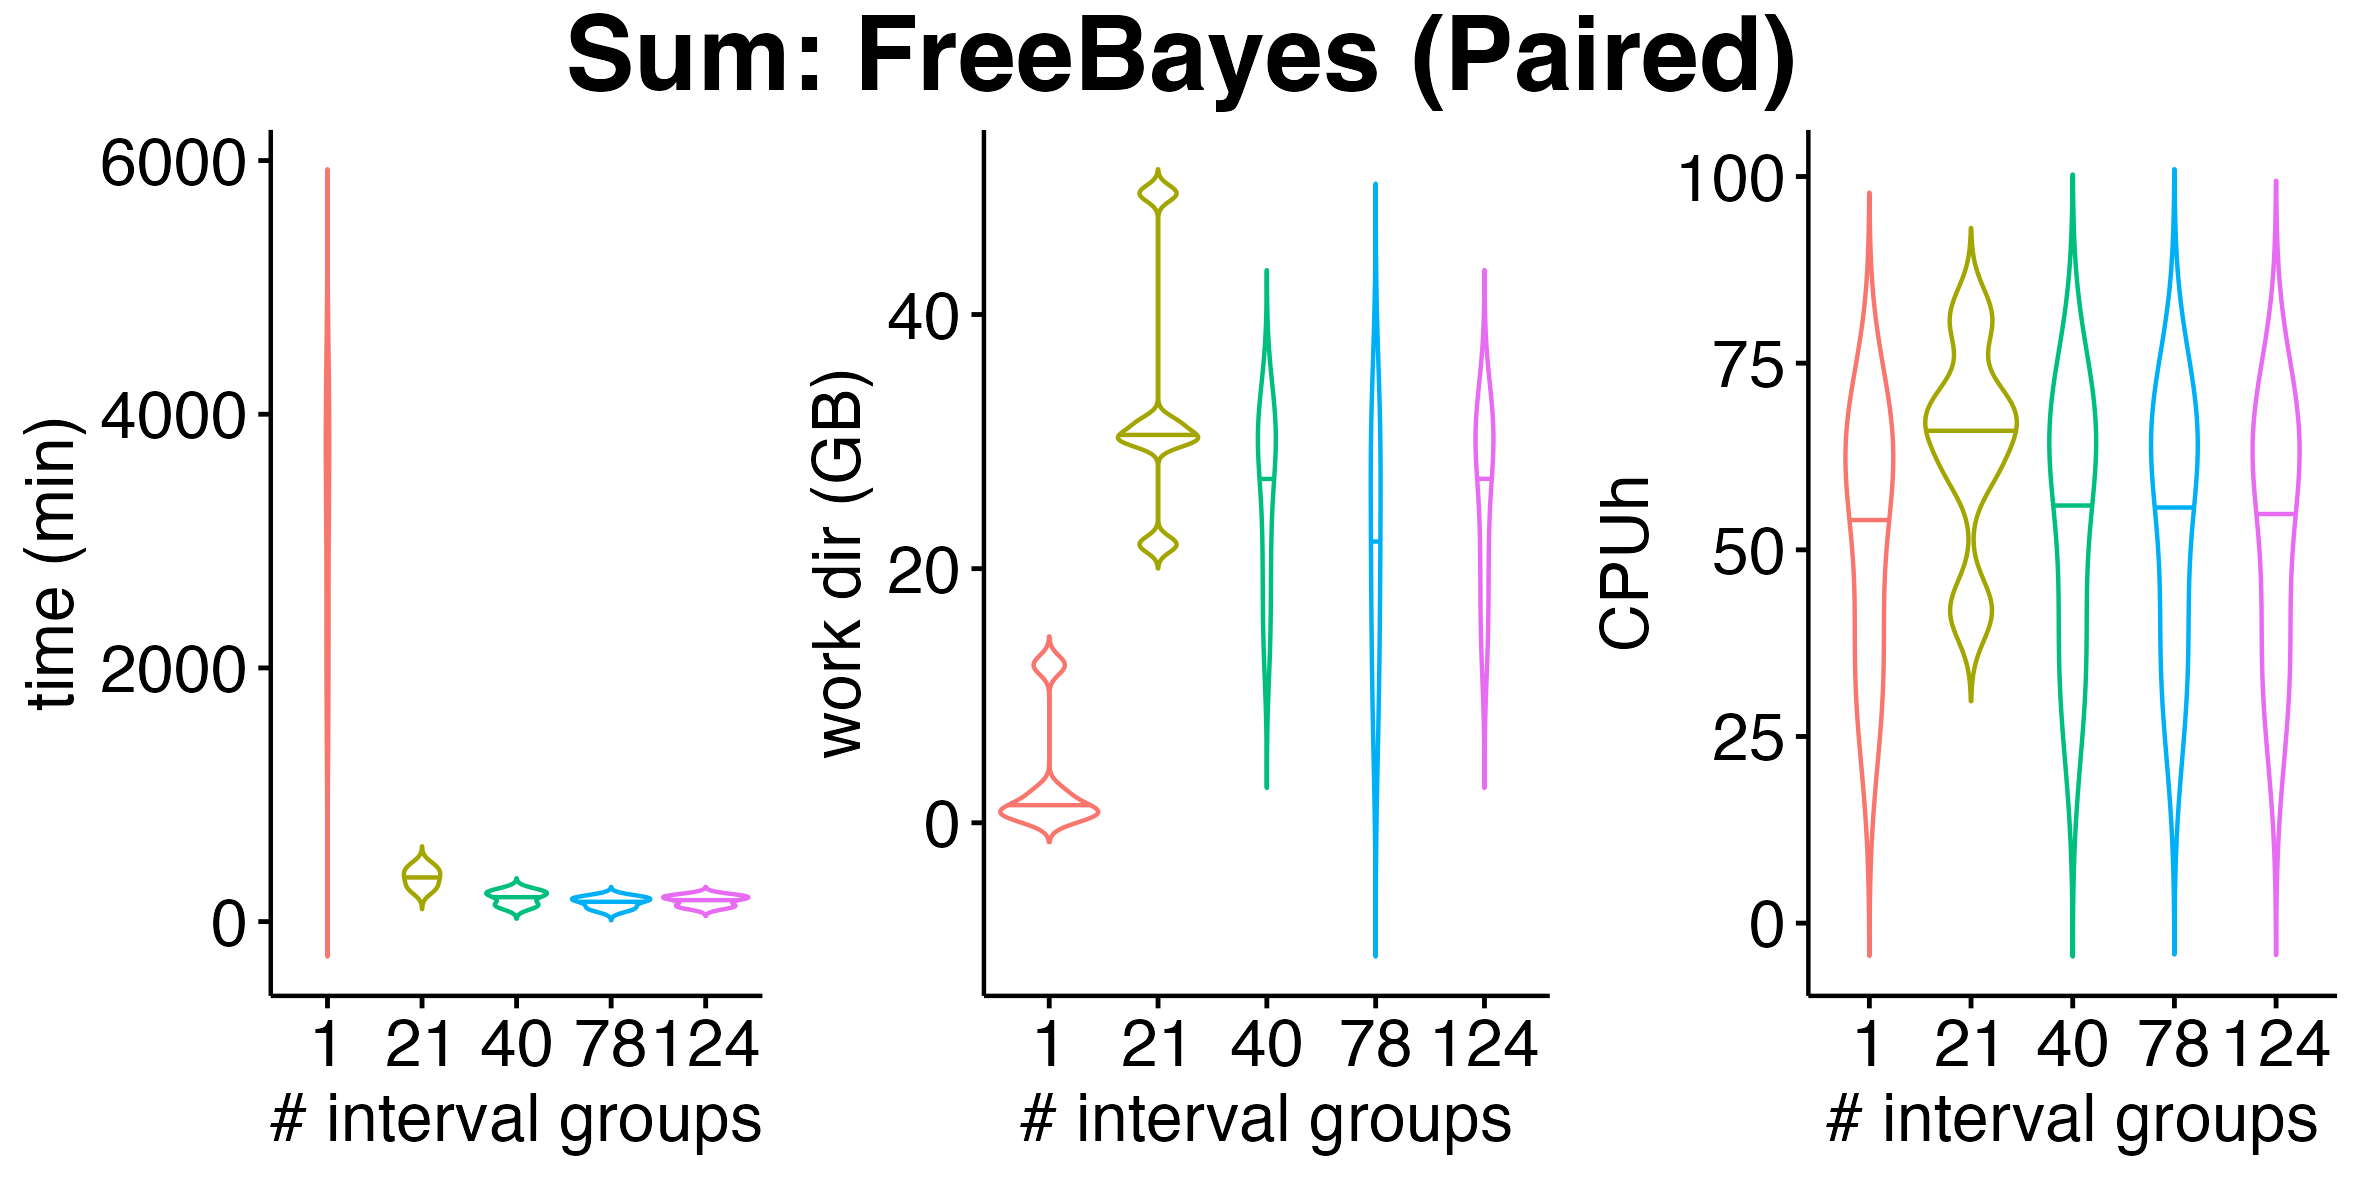 Sum: FreeBayes (Paired)
time (min)
6000
4000
2000
0
1 21 40 78 124
# interval groups
work dir (GB)
40
20
0
1 21 40 78 124
# interval groups
CPUh
100
75
50
25
0
1 21 40 78 124
# interval groups